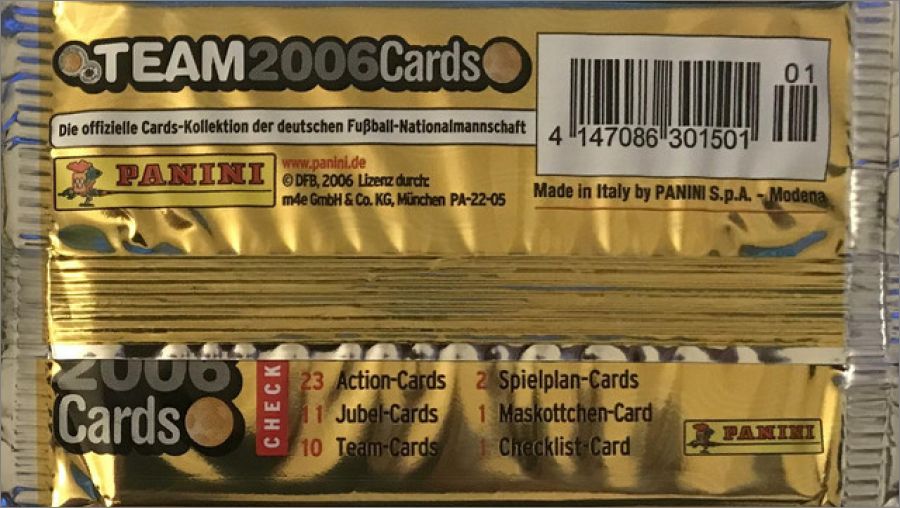 TEAM2006Cards
Die offizielle Cards-Kollektion der deutschen Fußball-Nationalmannschaft
PANINI
www.panini.de
© DFB, 2006 Lizenz durch:
m4e GmbH & Co. KG, München PA-22-05
01
4 147086 301501
Made in Italy by PANINI S.p.A. - Modena
2006
Cards
CHECK
23 Action-Cards
11 Jubel-Cards
10 Team-Cards
2 Spielplan-Cards
1 Maskottchen-Card
1 Checklist-Card
PANINI